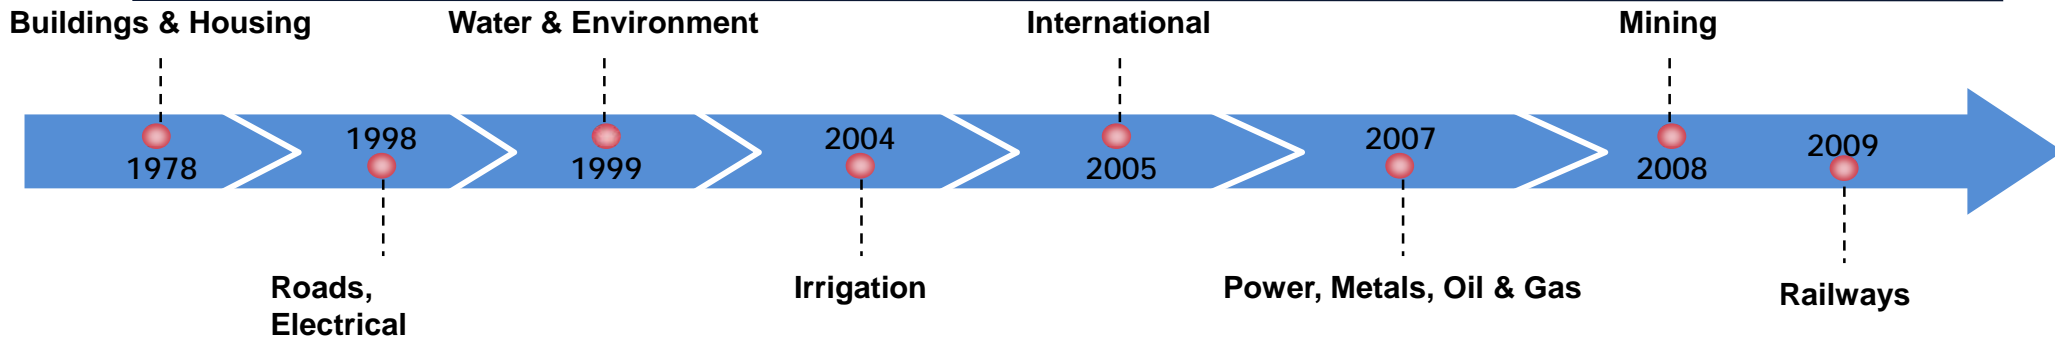 Buildings & Housing
Water & Environment
International
Mining
1998
2004
2007
2009
1978
1999
2005
2008
Roads,
Electrical
Irrigation
Power, Metals, Oil & Gas
Railways